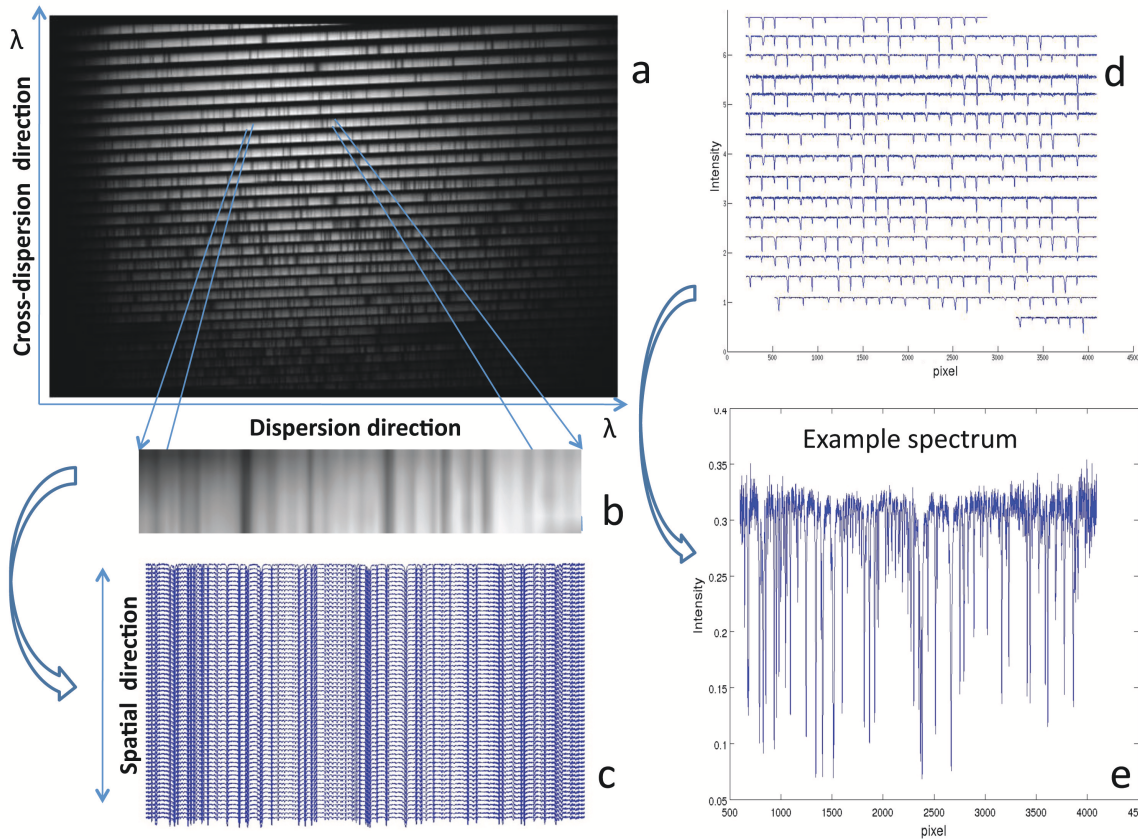 λ
Cross-dispersion direction
a
Dispersion direction
λ
b
Spatial direction
c
Intensity
6
5
4
3
2
1
0
0 500 1000 1500 2000 2500 3000 3500 4000 4500
pixel
d
Example spectrum
Intensity
0.4
0.35
0.3
0.25
0.2
0.15
0.1
0.05
500 1000 1500 2000 2500 3000 3500 4000
pixel
e